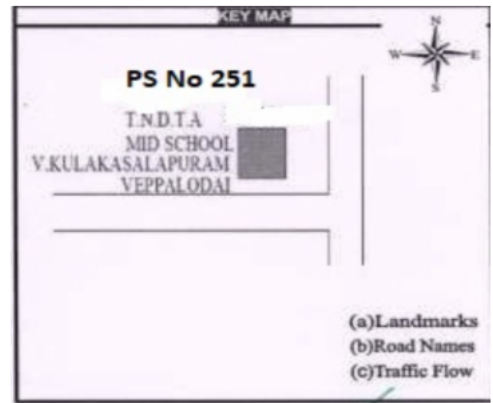 KEY MAP
N
W E
S
PS No 251
T.N.D.T.A
MID SCHOOL
V.KULAKASALAPURAM
VEPPALODAI
(a)Landmarks
(b)Road Names
(c)Traffic Flow